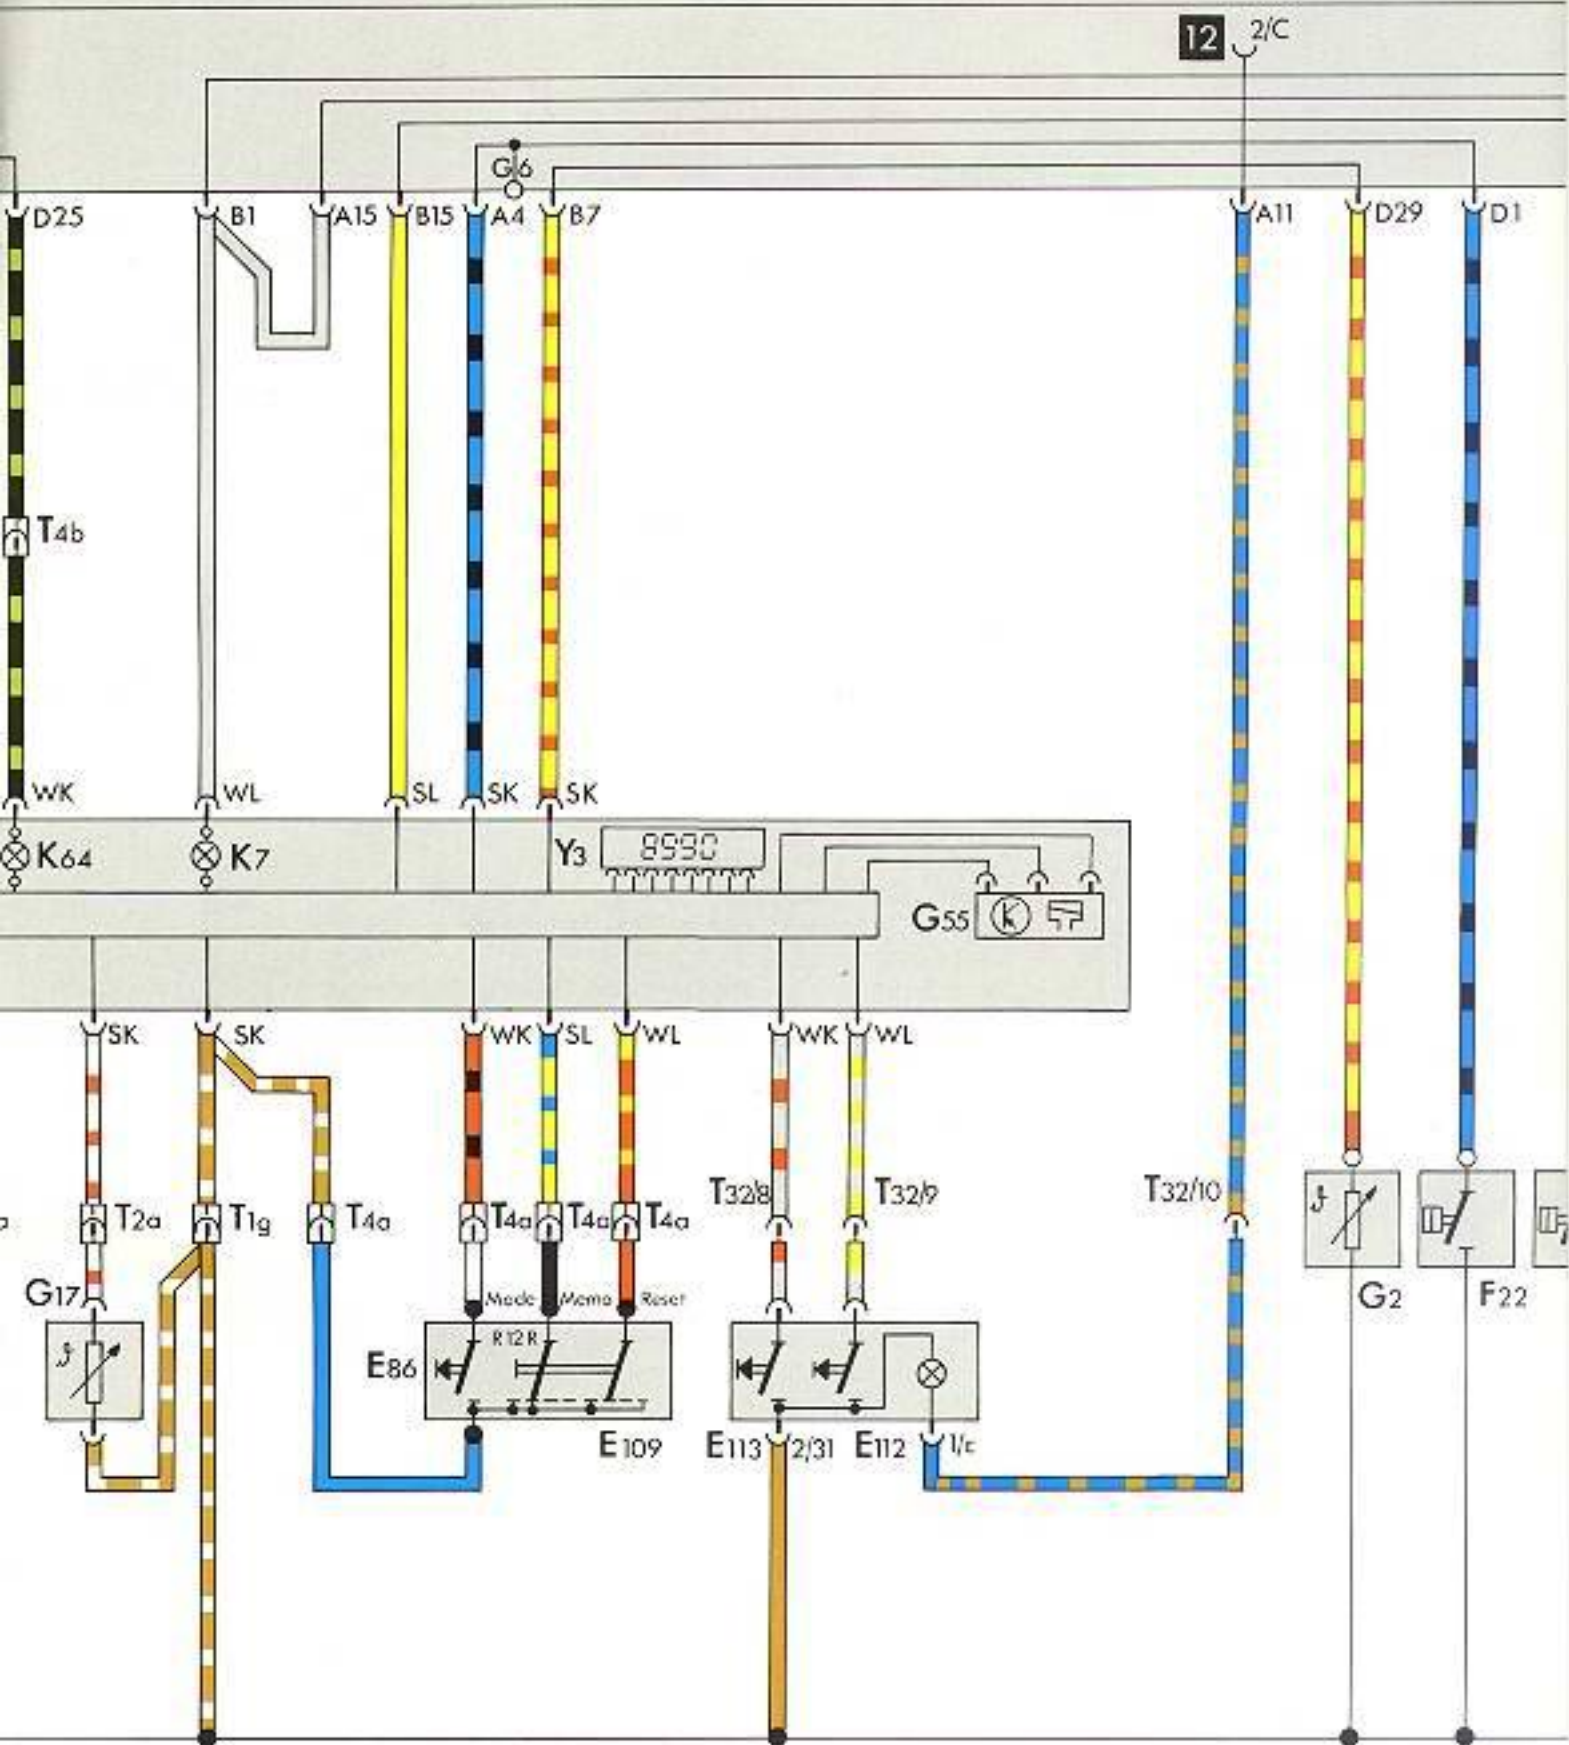 12 2/C
G 6
D25 B1 A15 B15 A4 B7 A11 D29 D1
T4b
WK WL SL SK SK
K64 K7 Y3 8990
G55 k
SK SK WK SL WL WK WL
T32/8 T32/9 T32/10
T2a T1g T4a T4a T4a T4a
G17 Mode Memo Reset G2 F22
ϑ ϑ
R 12 R
E86
E109 E113 2/31 E112 1/c